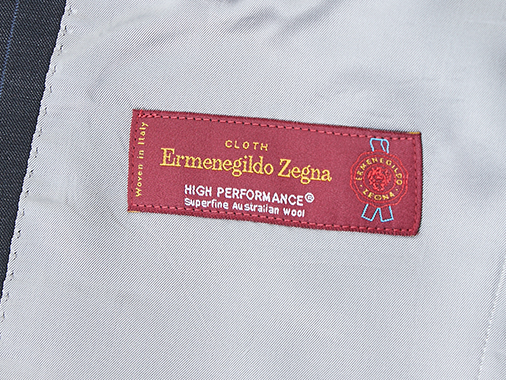 Woven in Italy
CLOTH
Ermenegildo Zegna
HIGH PERFORMANCE®
Superfine Australian Wool
ERMENEGILDO
ZEGNA